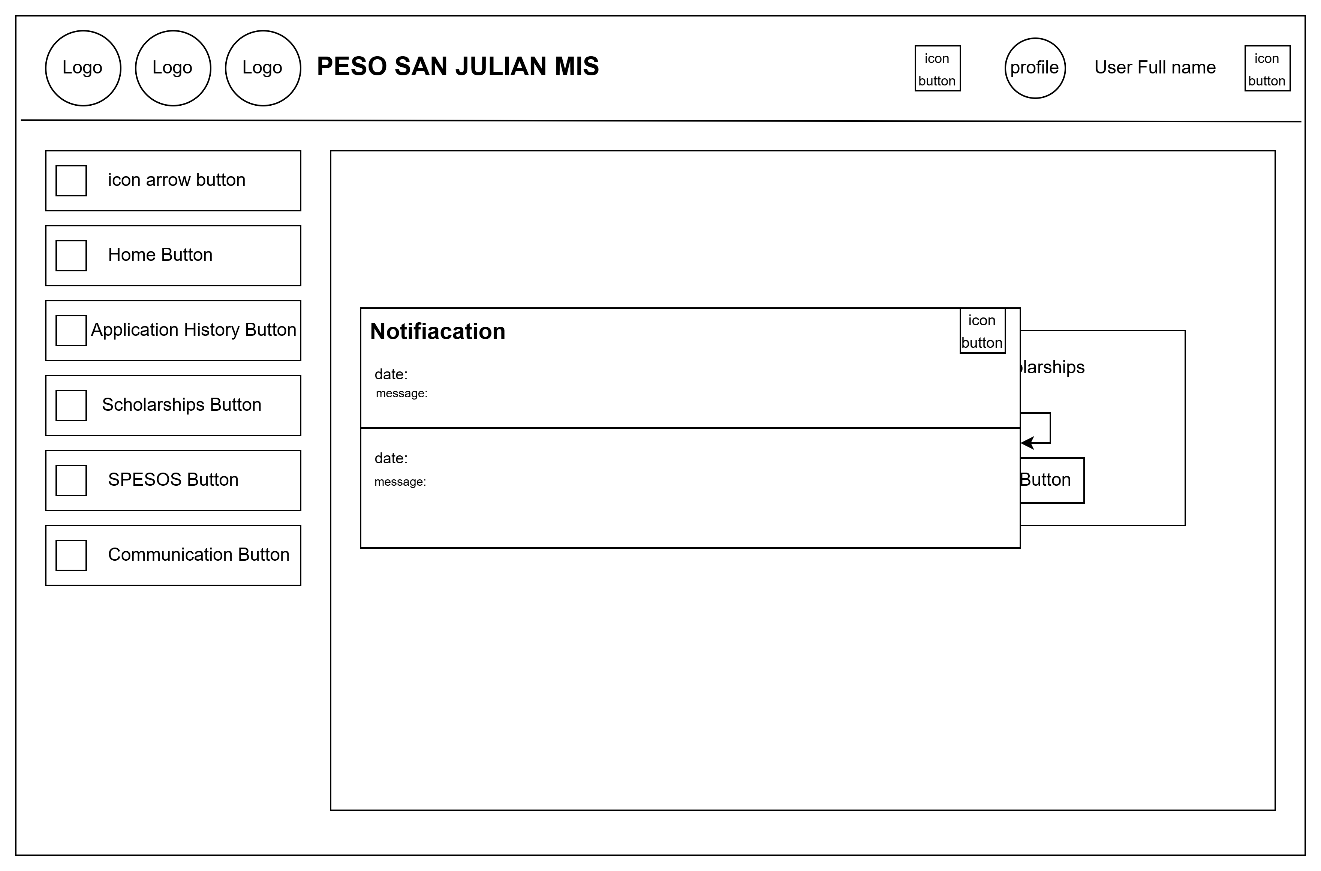 Logo
Logo
Logo
PESO SAN JULIAN MIS
icon
button
profile
User Full name
icon
button
icon arrow button
Home Button
Application History Button
Scholarships Button
SPESOS Button
Communication Button
Notifiacation
icon
button
date:
message:
date:
message:
larships
Button